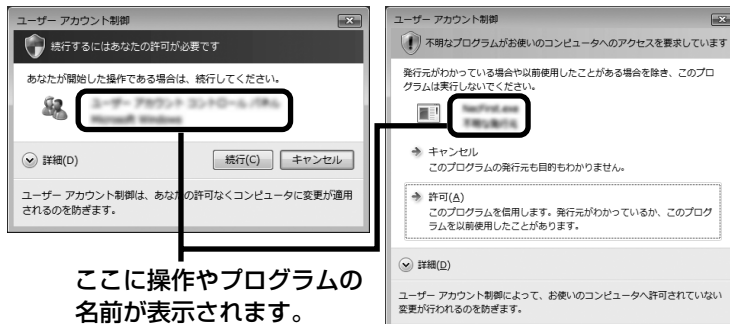 ユーザー アカウント制御
続行するにはあなたの許可が必要です
あなたが開始した操作である場合は、続行してください。
詳細(D)
続行(C)
キャンセル
ユーザー アカウント制御は、あなたの許可なくコンピュータに変更が適用
されるのを防ぎます。
ユーザー アカウント制御
不明なプログラムがお使いのコンピュータへのアクセスを要求しています
発行元がわかっている場合や以前使用したことがある場合を除き、このプロ
グラムは実行しないでください。
キャンセル
このプログラムの発行元も目的もわかりません。
許可(A)
このプログラムを信用します。発行元がわかっているか、このプログ
ラムを以前使用したことがあります。
詳細(D)
ユーザー アカウント制御によって、お使いのコンピュータへ許可されていない
変更が行われるのを防ぎます。
ここに操作やプログラムの
名前が表示されます。